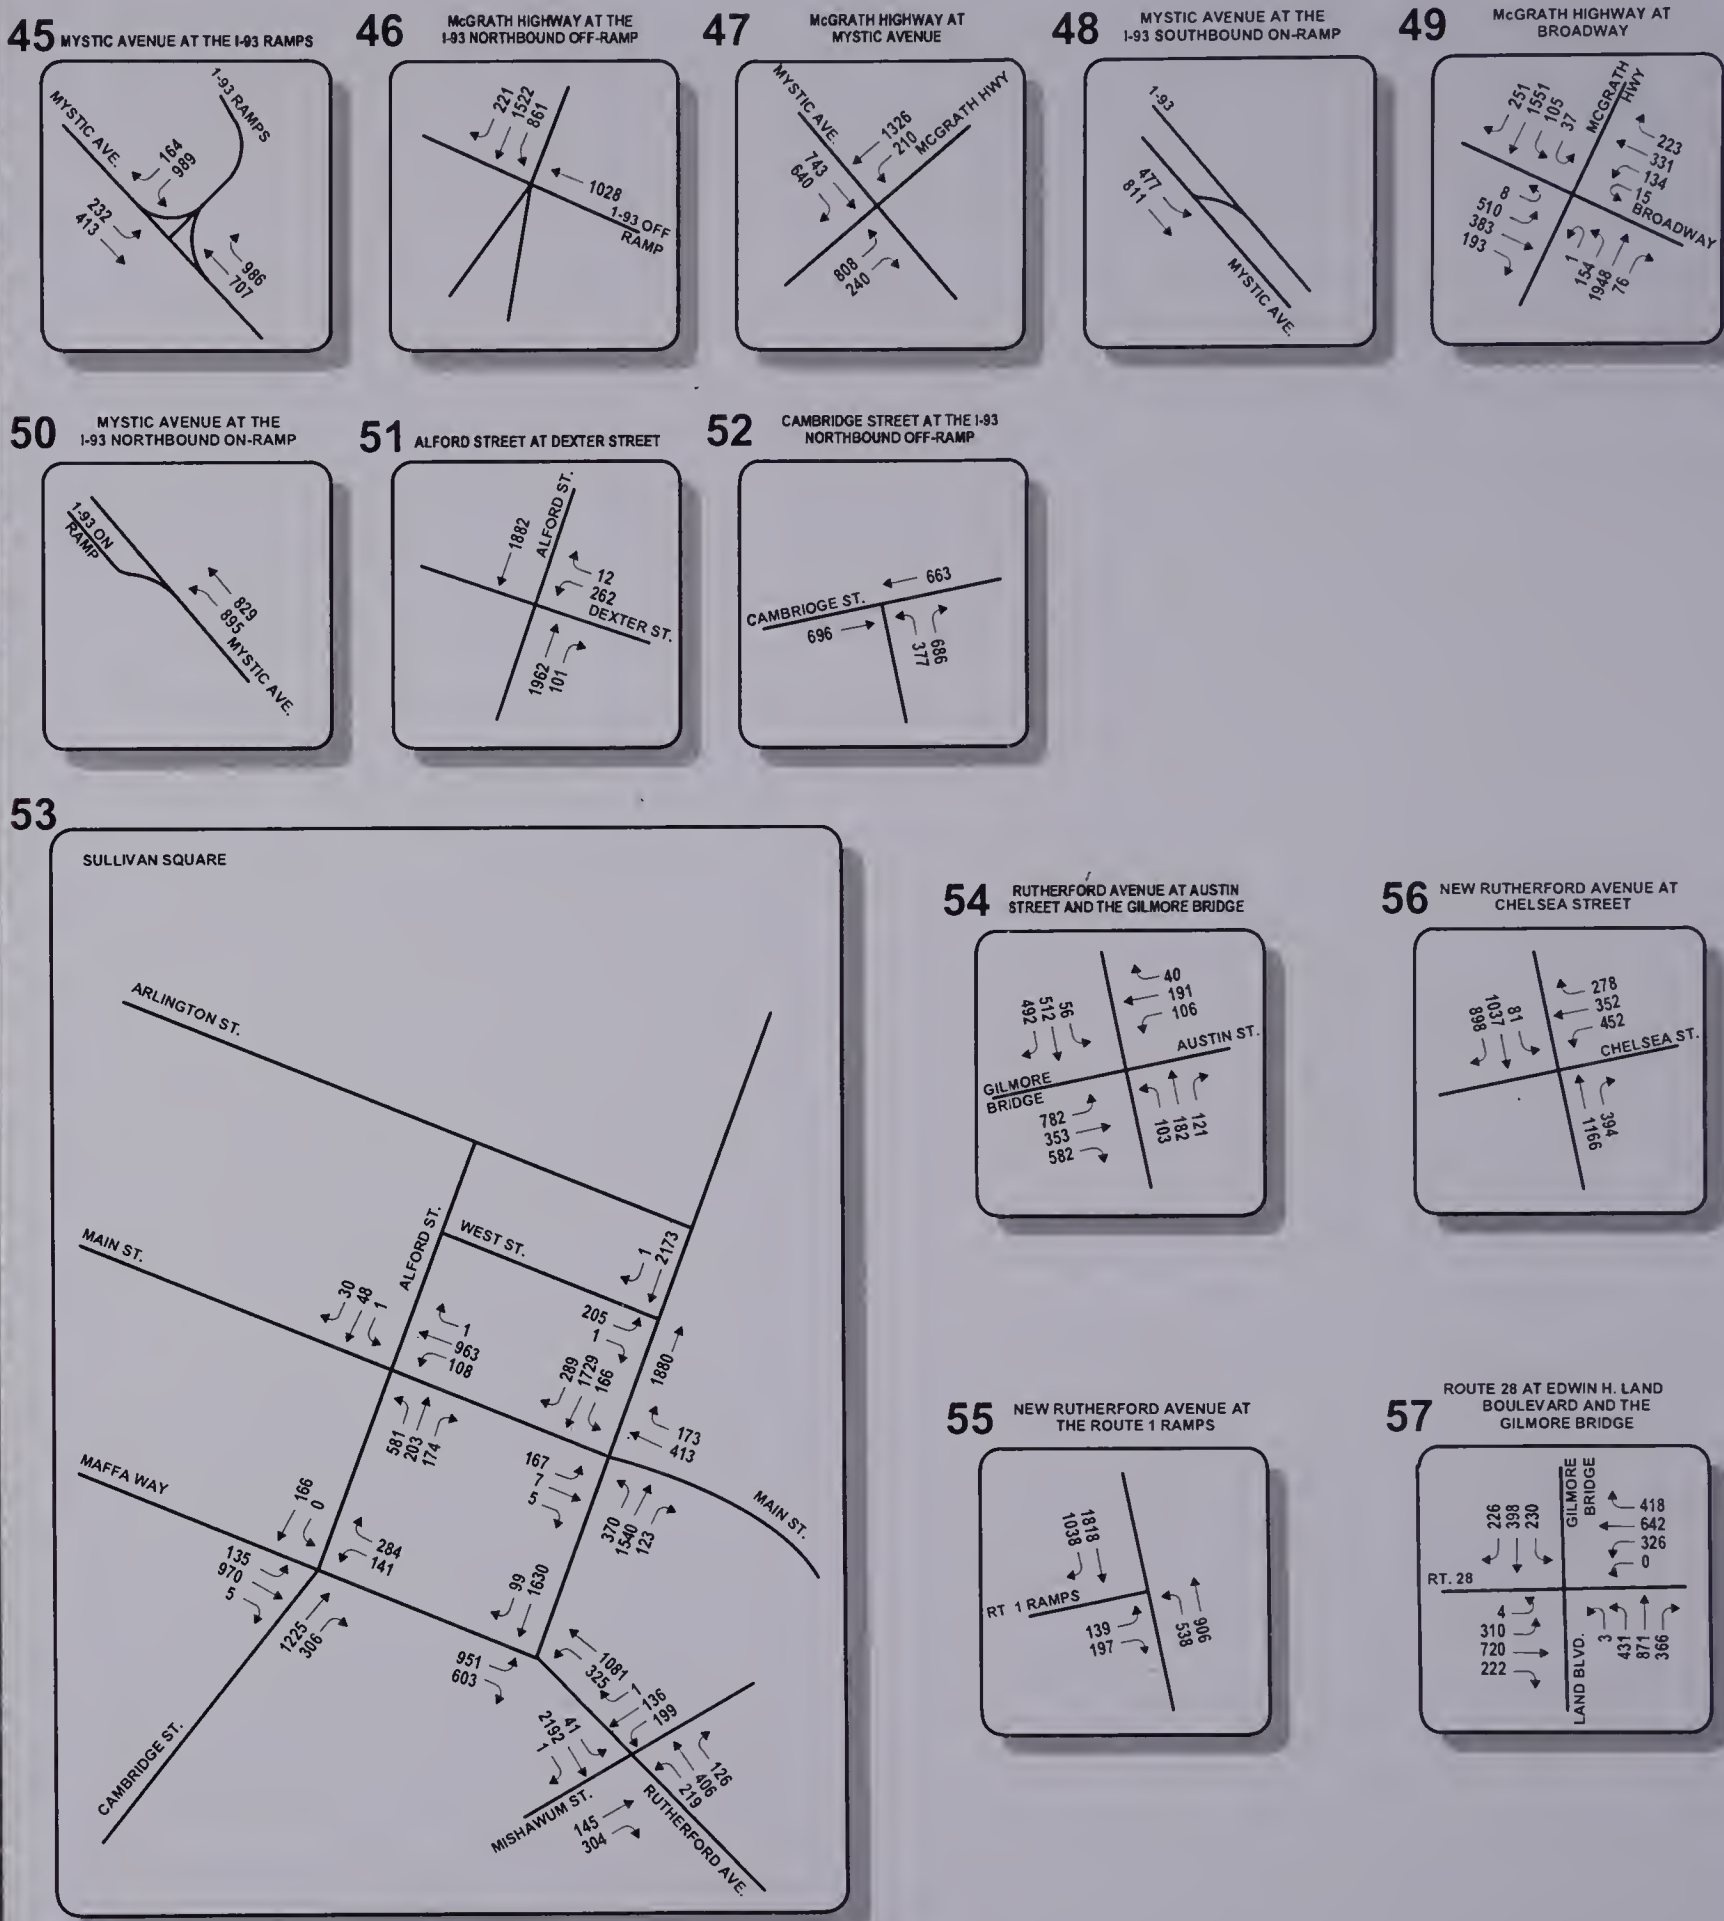 45 MYSTIC AVENUE AT THE I-93 RAMPS
MYSTIC AVE.
1-93 RAMPS
164
989
232
413
986
707
46 McGRATH HIGHWAY AT THE
I-93 NORTHBOUND OFF-RAMP
221
1522
861
1028
1-93 OFF
RAMP
47 McGRATH HIGHWAY AT
MYSTIC AVENUE
MYSTIC AVE.
MCGRATH HWY
1326
210
743
640
808
240
48 MYSTIC AVENUE AT THE
I-93 SOUTHBOUND ON-RAMP
1-93
477
811
MYSTIC AVE.
49 McGRATH HIGHWAY AT
BROADWAY
251
1551
105
37
MCGRATH
HWY
223
331
134
15
BROADWAY
8
510
383
193
1
154
1948
76
50 MYSTIC AVENUE AT THE
I-93 NORTHBOUND ON-RAMP
1-93 ON
RAMP
829
895
MYSTIC AVE.
51 ALFORD STREET AT DEXTER STREET
1882
ALFORD ST.
12
262
DEXTER ST.
1962
101
52 CAMBRIDGE STREET AT THE I-93
NORTHBOUND OFF-RAMP
663
CAMBRIOGE ST.
696
377
686
53
SULLIVAN SQUARE
ARLINGTON ST.
MAIN ST.
ALFORD ST.
WEST ST.
1
2173
30
48
1
1
963
108
205
1
289
1729
166
1880
173
413
581
203
174
167
7
5
370
1540
123
MAIN ST.
MAFFA WAY
166
0
135
970
5
284
141
1225
306
99
1630
951
603
1081
325
1
136
199
41
2192
1
126
406
219
CAMBRIDGE ST.
MISHAWUM ST.
145
304
RUTHERFORD AVE.
54 RUTHERFORD AVENUE AT AUSTIN
STREET AND THE GILMORE BRIDGE
492
512
56
40
191
106
AUSTIN ST.
GILMORE
BRIDGE
782
353
582
103
182
121
56 NEW RUTHERFORD AVENUE AT
CHELSEA STREET
898
1037
81
278
352
452
CHELSEA ST.
1166
394
55 NEW RUTHERFORD AVENUE AT
THE ROUTE 1 RAMPS
1038
1818
RT 1 RAMPS
139
197
538
906
57 ROUTE 28 AT EDWIN H. LAND
BOULEVARD AND THE
GILMORE BRIDGE
226
398
230
GILMORE
BRIDGE
418
642
326
0
RT. 28
4
310
720
222
LAND BLVD.
3
431
871
366